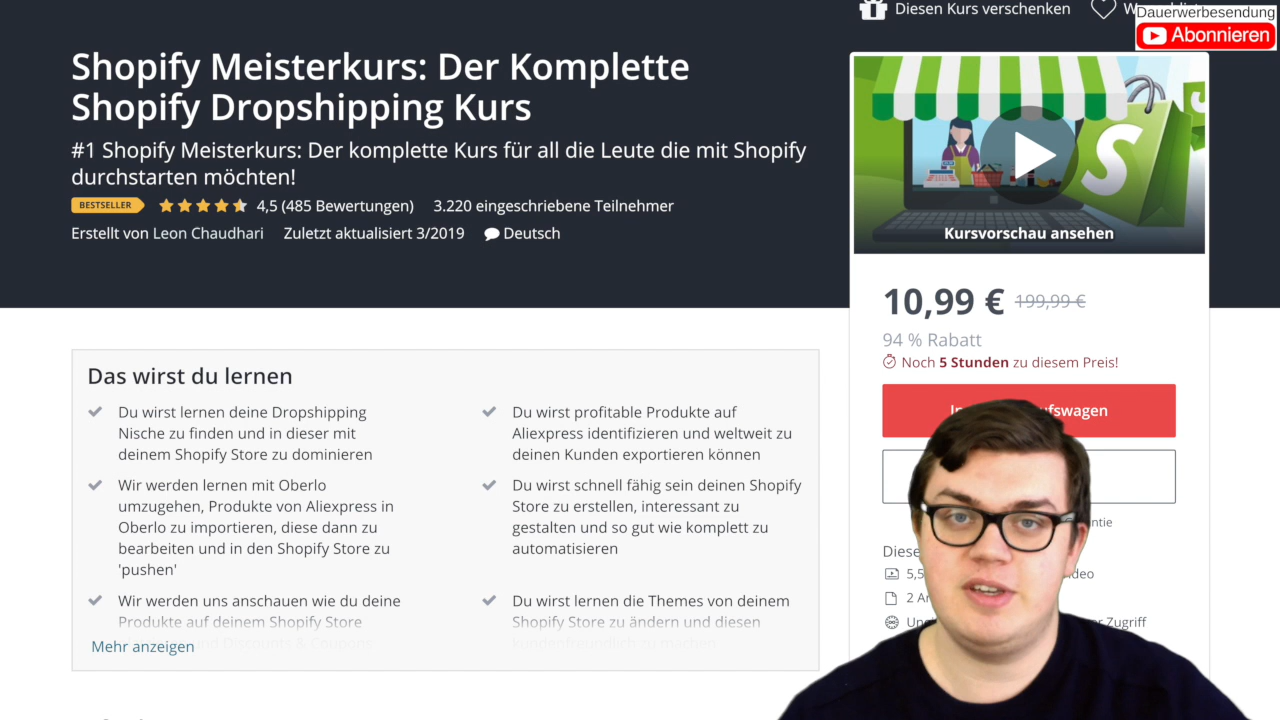 Diesen Kurs verschenken
Dauerwerbesendung
Abonnieren
Shopify Meisterkurs: Der Komplette
Shopify Dropshipping Kurs
#1 Shopify Meisterkurs: Der komplette Kurs für all die Leute die mit Shopify
durchstarten möchten!
BESTSELLER 4,5 (485 Bewertungen) 3.220 eingeschriebene Teilnehmer
Erstellt von Leon Chaudhari Zuletzt aktualisiert 3/2019 Deutsch
S
Kursvorschau ansehen
10,99 € 199,99 €
94 % Rabatt
Noch 5 Stunden zu diesem Preis!
Das wirst du lernen
Du wirst lernen deine Dropshipping
Nische zu finden und in dieser mit
deinem Shopify Store zu dominieren
Du wirst profitable Produkte auf
Aliexpress identifizieren und weltweit zu
deinen Kunden exportieren können
Wir werden lernen mit Oberlo
umzugehen, Produkte von Aliexpress in
Oberlo zu importieren, diese dann zu
bearbeiten und in den Shopify Store zu
'pushen'
Du wirst schnell fähig sein deinen Shopify
Store zu erstellen, interessant zu
gestalten und so gut wie komplett zu
automatisieren
Wir werden uns anschauen wie du deine
Produkte auf deinem Shopify Store
und Discounts & Coupons
Du wirst lernen die Themes von deinem
Shopify Store zu ändern und diesen
kundenfreundlich zu machen
Mehr anzeigen
2
Zugriff